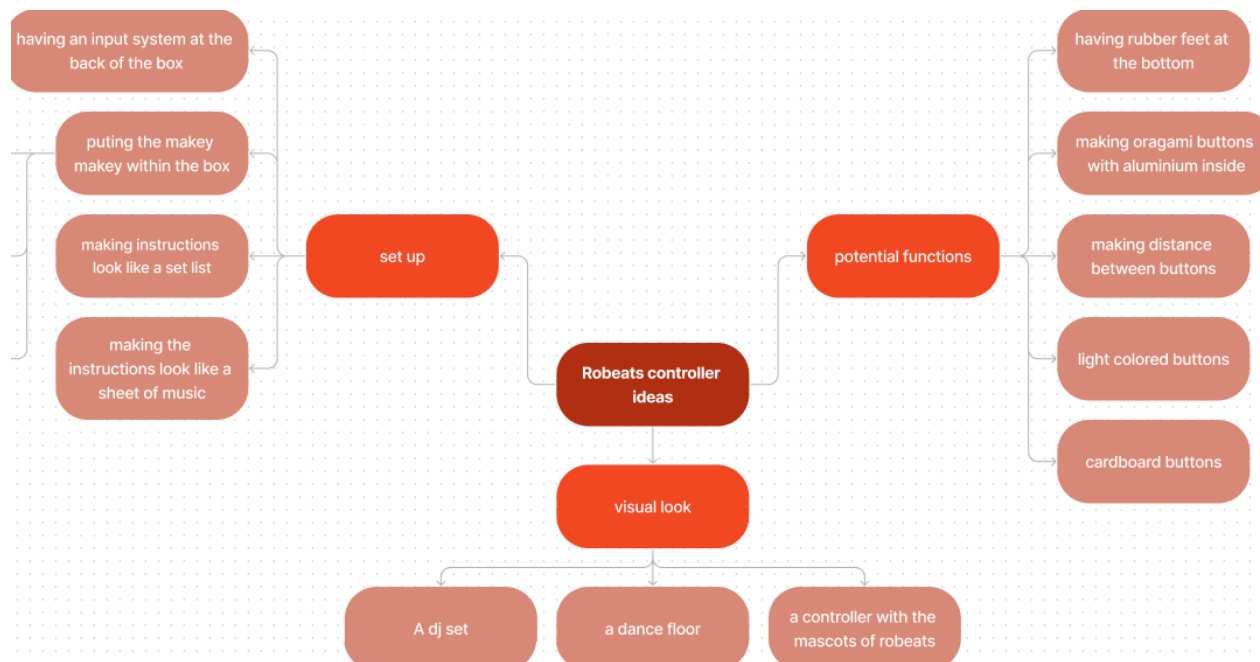 having an input system at the
back of the box
puting the makey
makey within the box
making instructions
look like a set list
making the
instructions look like a
sheet of music
set up
Robeats controller
ideas
visual look
A dj set
a dance floor
a controller with the
mascots of robeats
potential functions
having rubber feet at
the bottom
making oragami buttons
with aluminium inside
making distance
between buttons
light colored buttons
cardboard buttons